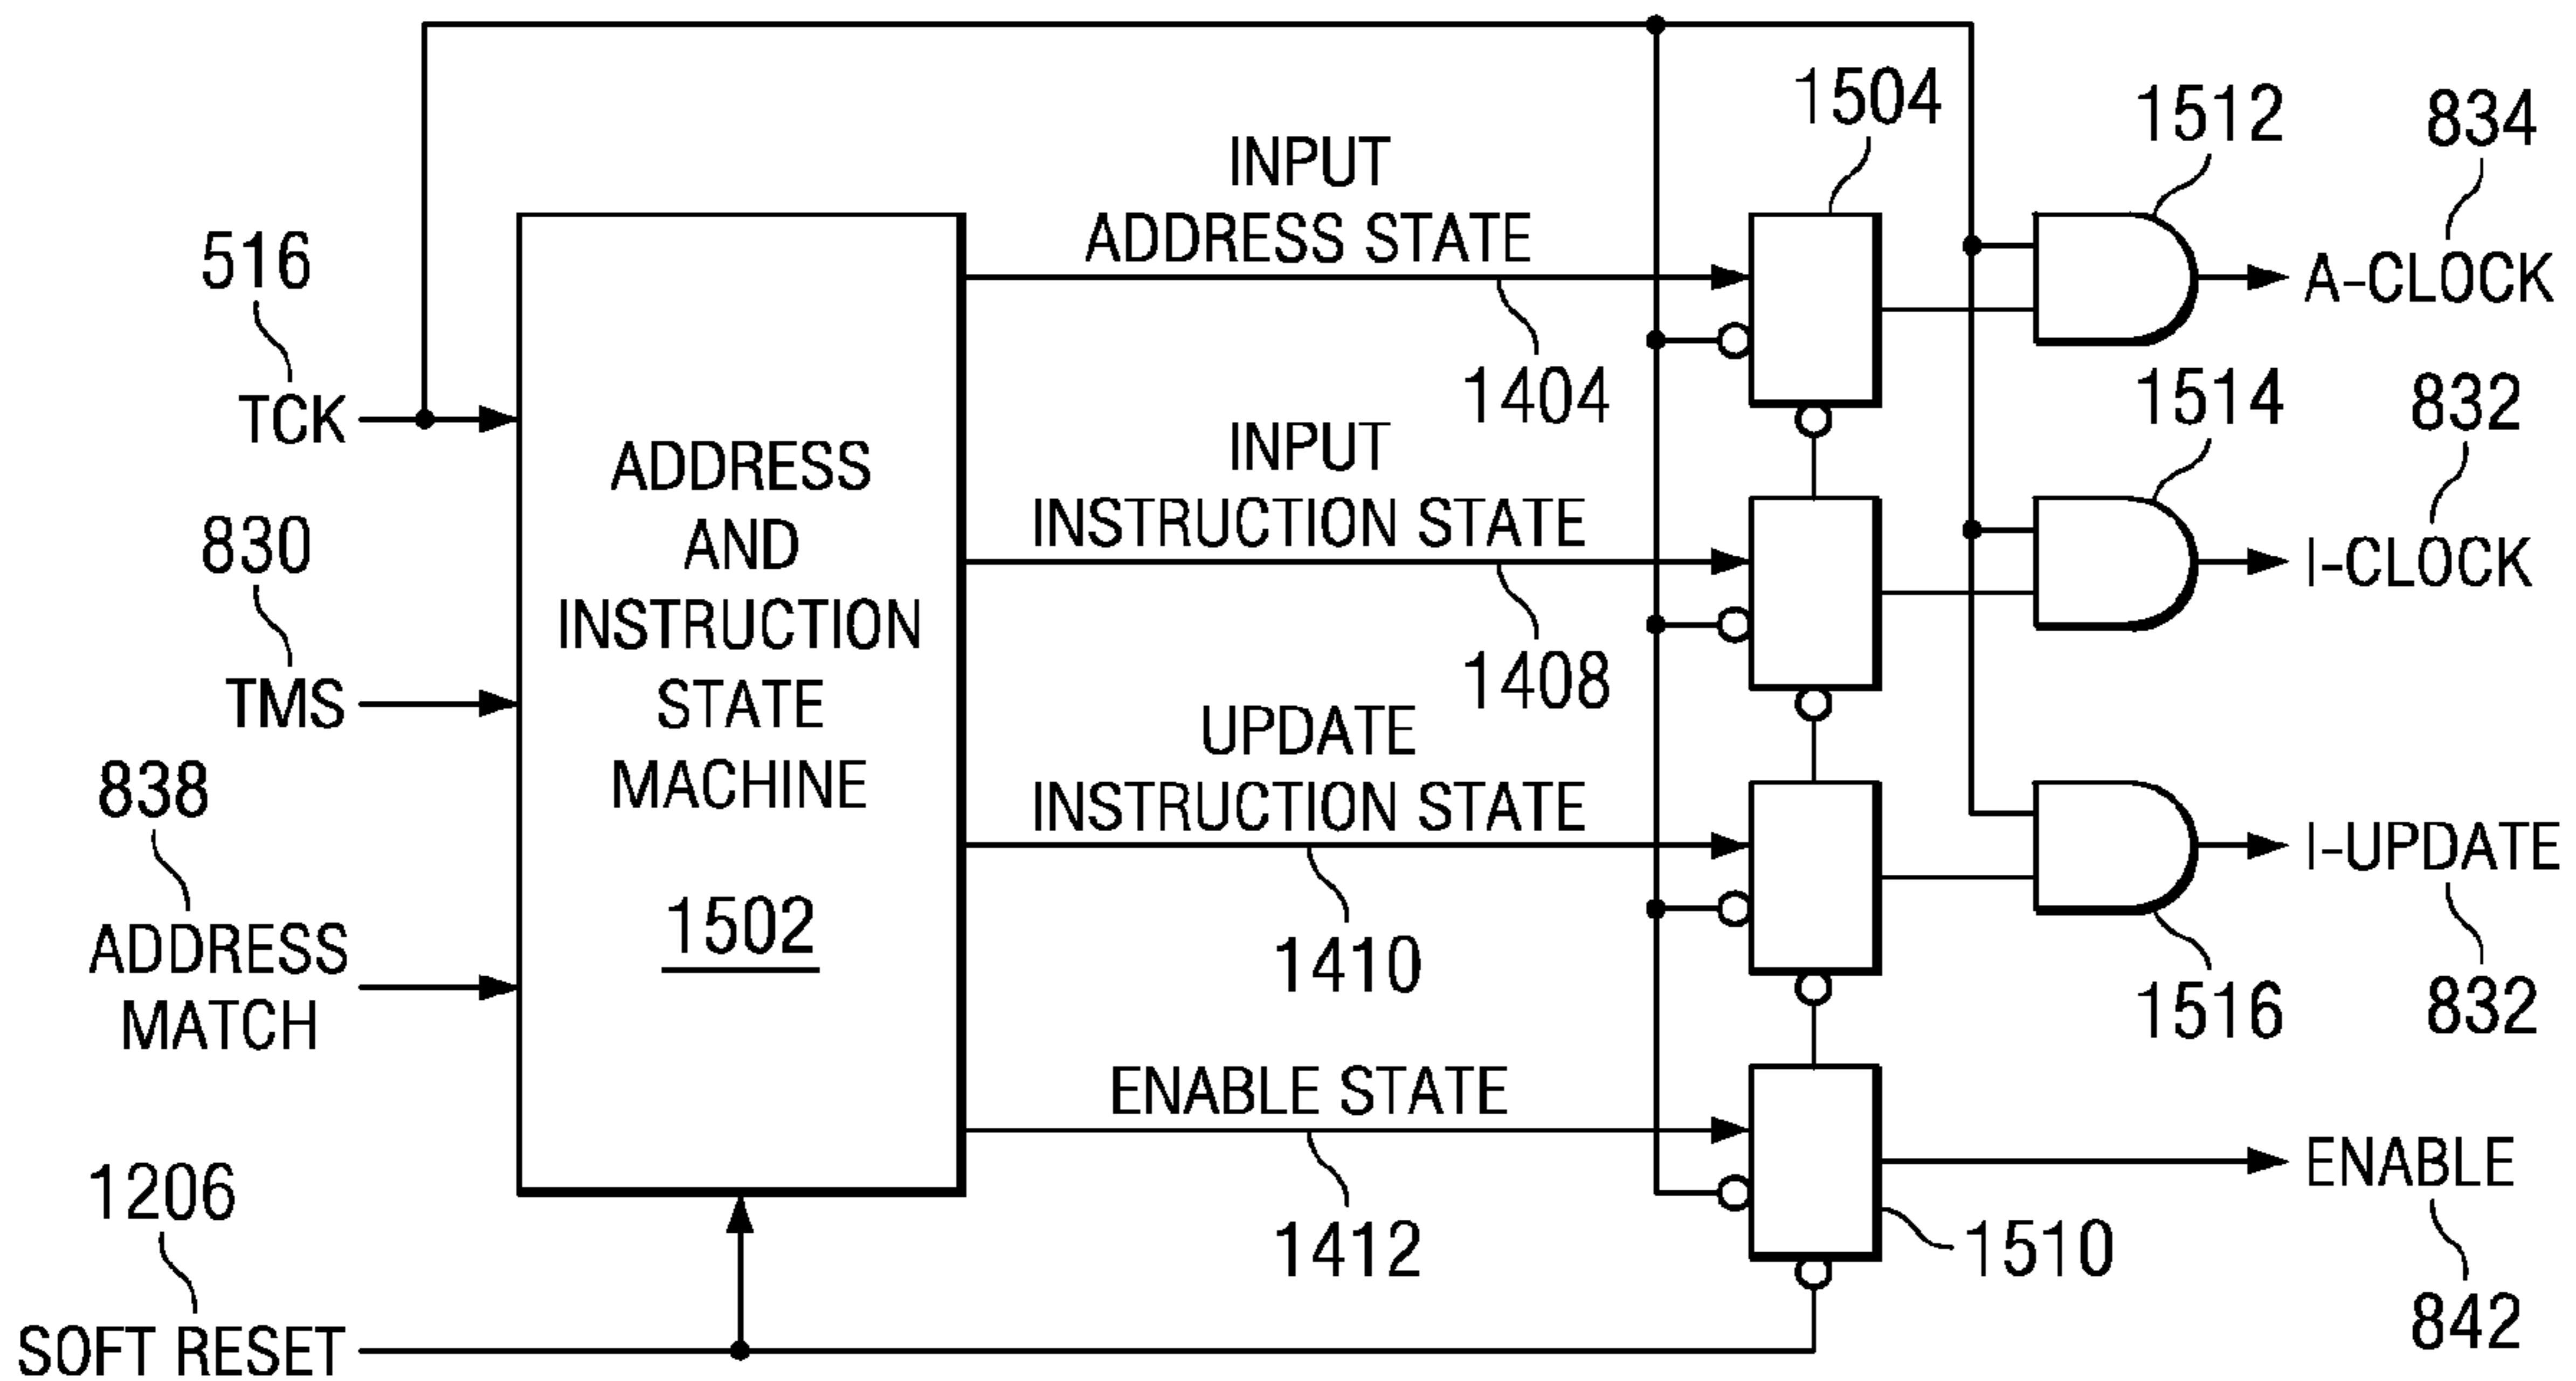 1504
1512
834
INPUT
ADDRESS STATE
516
A-CLOCK
1404
1514
832
TCK
INPUT
INSTRUCTION STATE
ADDRESS
AND
INSTRUCTION
STATE
MACHINE
1502
830
I-CLOCK
1408
TMS
UPDATE
INSTRUCTION STATE
838
I-UPDATE
ADDRESS
MATCH
1410
1516
832
ENABLE STATE
1206
ENABLE
1412
1510
842
SOFT RESET